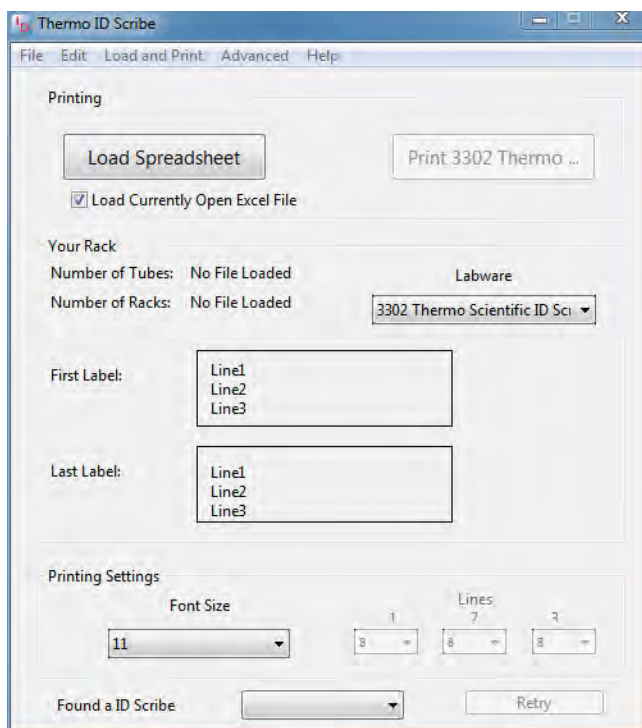 Thermo ID Scribe
File Edit Load and Print Advanced Help
Printing
Load Spreadsheet Print 3302 Thermo ...
Load Currently Open Excel File
Your Rack
Number of Tubes: No File Loaded Labware
Number of Racks: No File Loaded
3302 Thermo Scientific ID Scr
First Label: Line1
Line2
Line3
Last Label: Line1
Line2
Line3
Printing Settings
Font Size Lines
1 2 3
11 8 8 8
Found a ID Scribe Retry